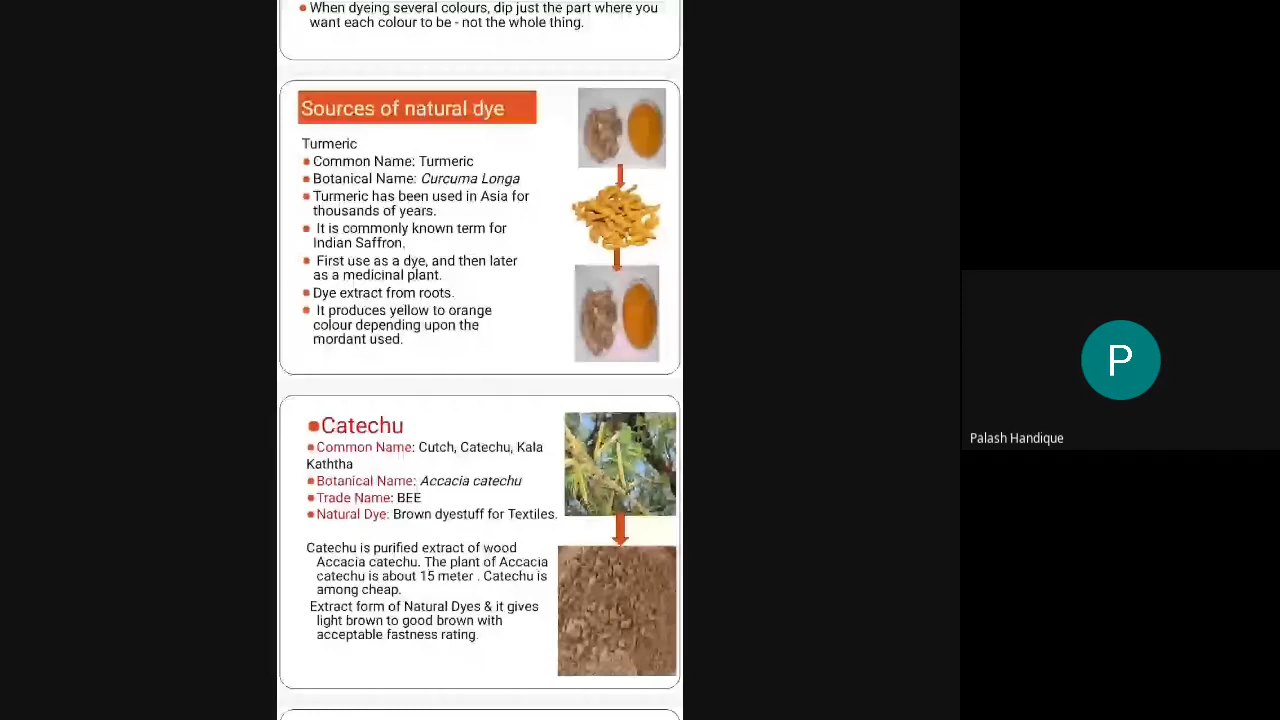 When dyeing several colours, dip just the part where you
want each colour to be - not the whole thing.
Sources of natural dye
Turmeric
Common Name: Turmeric
Botanical Name: Curcuma Longa
Turmeric has been used in Asia for
thousands of years.
It is commonly known term for
Indian Saffron.
First use as a dye, and then later
as a medicinal plant.
Dye extract from roots.
It produces yellow to orange
colour depending upon the
mordant used.
Catechu
Common Name: Cutch, Catechu, Kala
Kaththa
Botanical Name: Accacia catechu
Trade Name: BEE
Natural Dye: Brown dyestuff for Textiles.
Catechu is purified extract of wood
Accacia catechu. The plant of Accacia
catechu is about 15 meter . Catechu is
among cheap.
Extract form of Natural Dyes & it gives
light brown to good brown with
acceptable fastness rating.
P
Palash Handique